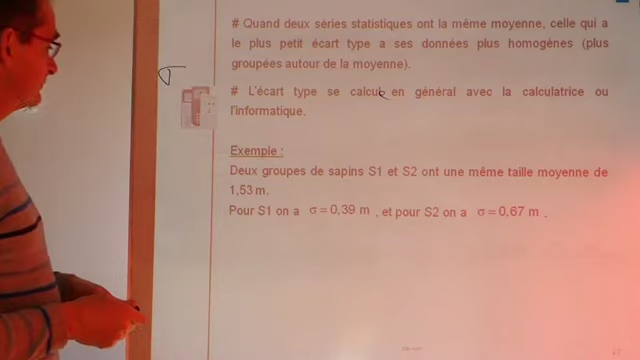 # Quand deux séries statistiques ont la même moyenne, celle qui a
le plus petit écart type a ses données plus homogènes (plus
groupées autour de la moyenne).
σ
# L'écart type se calcule en général avec la calculatrice ou
l'informatique.
Exemple :
Deux groupes de sapins S1 et S2 ont une même taille moyenne de
1,53 m.
Pour S1 on a σ = 0,39 m , et pour S2 on a σ = 0,67 m .